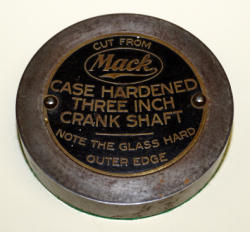 CUT FROM
Mack
CASE HARDENED
THREE INCH
CRANK SHAFT
NOTE THE GLASS HARD
OUTER EDGE